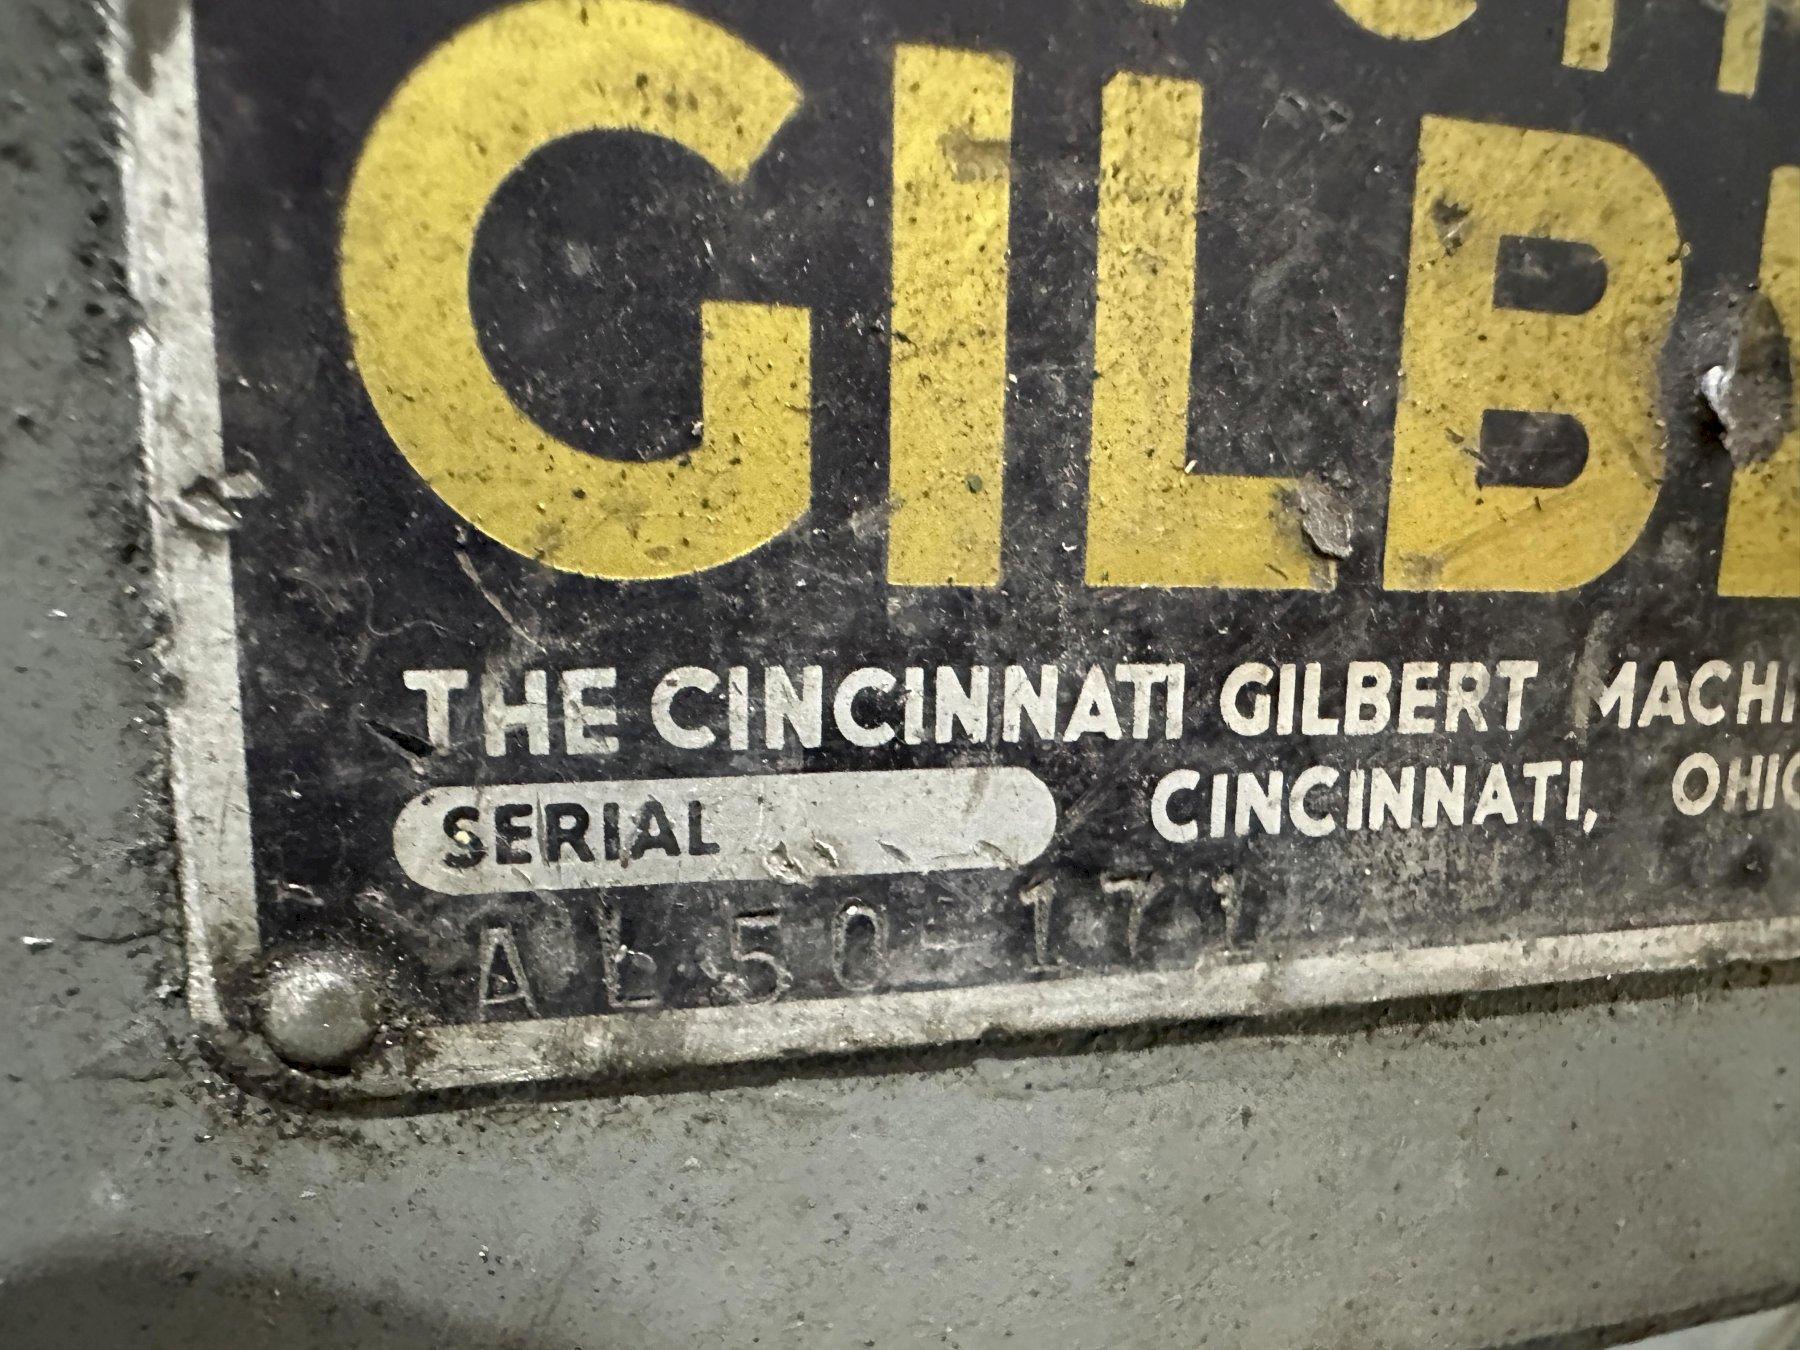 GILB
THE CINCINNATI GILBERT MACHI
SERIAL CINCINNATI, OHIO
AL50-171